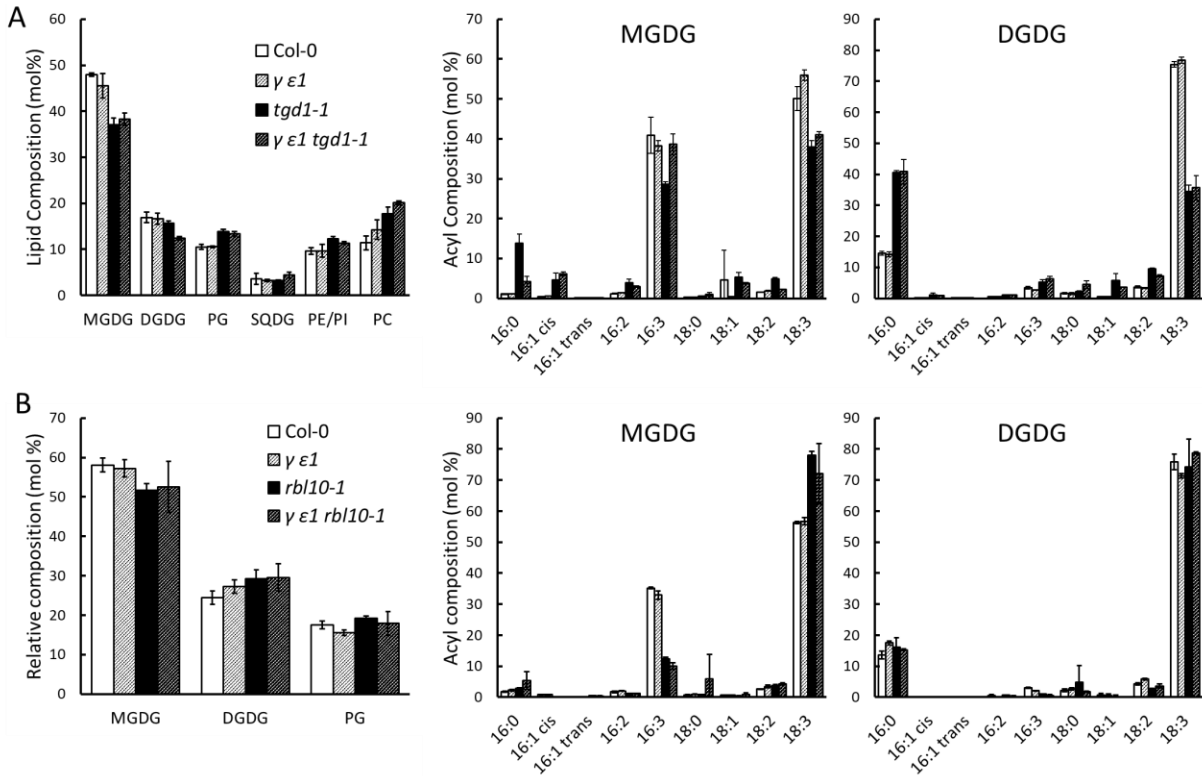 A
Lipid Composition (mol%)
60
50
40
30
20
10
0
Col-0
γ ε1
tgd1-1
γ ε1 tgd1-1
MGDG DGDG PG SQDG PE/PI PC
MGDG
Acyl Composition (mol %)
70
60
50
40
30
20
10
0
16:0 16:1 cis 16:1 trans 16:2 16:3 18:0 18:1 18:2 18:3
DGDG
90
80
70
60
50
40
30
20
10
0
16:0 16:1 cis 16:1 trans 16:2 16:3 18:0 18:1 18:2 18:3
B
Relative composition (mol %)
70
60
50
40
30
20
10
0
Col-0
γ ε1
rbl10-1
γ ε1 rbl10-1
MGDG DGDG PG
MGDG
Acyl composition (mol %)
90
80
70
60
50
40
30
20
10
0
16:0 16:1 cis 16:1 trans 16:2 16:3 18:0 18:1 18:2 18:3
DGDG
90
80
70
60
50
40
30
20
10
0
16:0 16:1 cis 16:1 trans 16:2 16:3 18:0 18:1 18:2 18:3